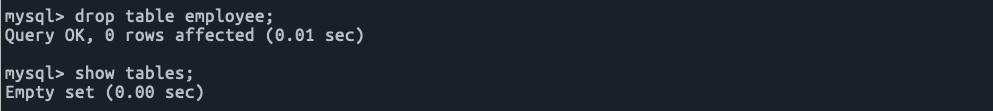 mysql> drop table employee;
Query OK, 0 rows affected (0.01 sec)
mysql> show tables;
Empty set (0.00 sec)